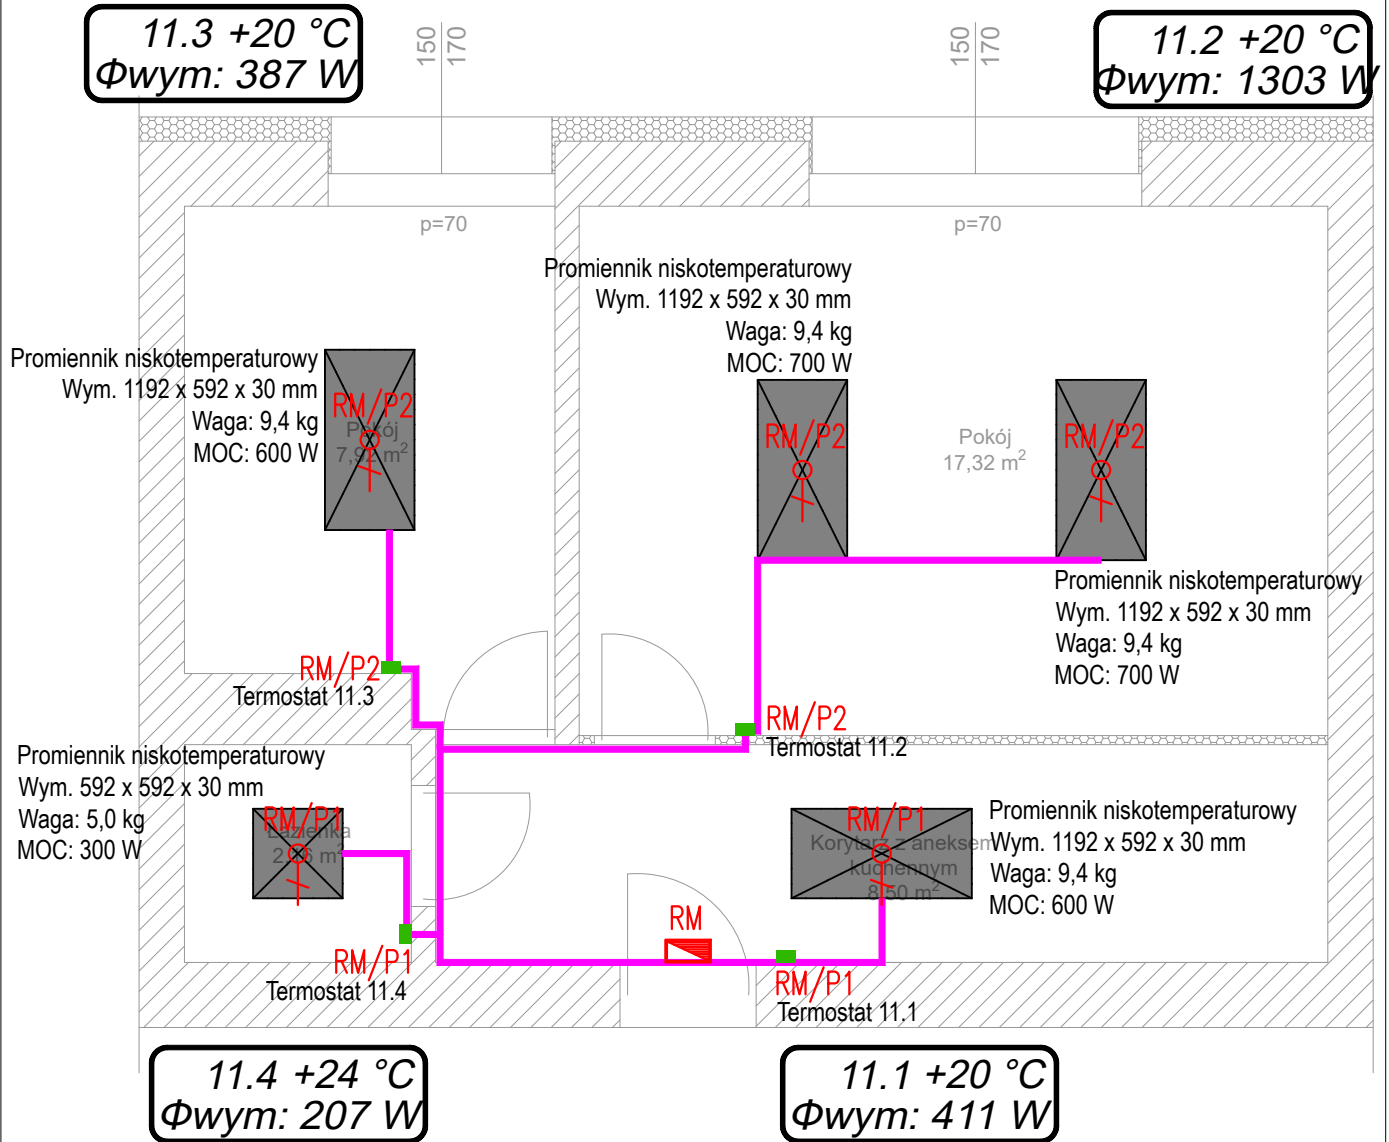 11.3 +20 °C
Φwym: 387 W
150
170
150
170
11.2 +20 °C
Φwym: 1303 W
p=70
p=70
Promiennik niskotemperaturowy
Wym. 1192 x 592 x 30 mm
Waga: 9,4 kg
MOC: 700 W
Promiennik niskotemperaturowy
Wym. 1192 x 592 x 30 mm
Waga: 9,4 kg
MOC: 600 W
RM/P2
Pokój
7,92 m²
RM/P2
Pokój
17,32 m²
RM/P2
Promiennik niskotemperaturowy
Wym. 1192 x 592 x 30 mm
Waga: 9,4 kg
MOC: 700 W
RM/P2
Termostat 11.3
RM/P2
Termostat 11.2
Promiennik niskotemperaturowy
Wym. 592 x 592 x 30 mm
Waga: 5,0 kg
MOC: 300 W
RM/P1
Łazienka
m²
RM/P1
Korytarz z aneksem
kuchennym
8,50 m²
Promiennik niskotemperaturowy
Wym. 1192 x 592 x 30 mm
Waga: 9,4 kg
MOC: 600 W
RM
RM/P1
Termostat 11.4
RM/P1
Termostat 11.1
11.4 +24 °C
Φwym: 207 W
11.1 +20 °C
Φwym: 411 W